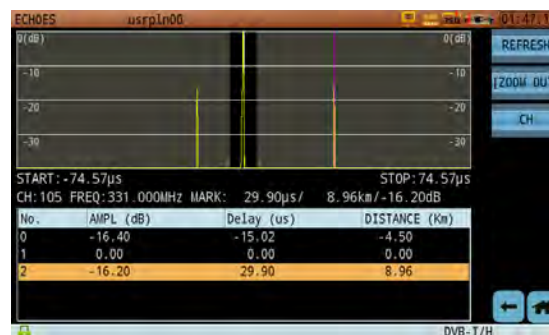 ECHOES usrpln00 01:47:1
0(dB) 0(dB)
REFRESH
-10 -10
[ZOOM OU
-20 -20
CH
-30 -30
START:-74.57µs STOP:74.57µs
CH:105 FREQ:331.000MHz MARK: 29.90µs/ 8.96km/-16.20dB
No. AMPL (dB) Delay (us) DISTANCE (Km)
0 -16.40 -15.02 -4.50
1 0.00 0.00 0.00
2 -16.20 29.90 8.96
DVB-T/H